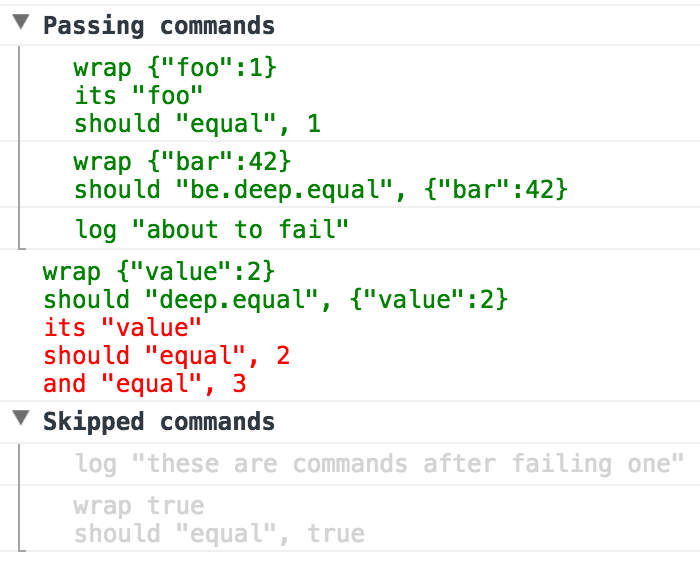 Passing commands
wrap {"foo":1}
its "foo"
should "equal", 1
wrap {"bar":42}
should "be.deep.equal", {"bar":42}
log "about to fail"
wrap {"value":2}
should "deep.equal", {"value":2}
its "value"
should "equal", 2
and "equal", 3
Skipped commands
log "these are commands after failing one"
wrap true
should "equal", true